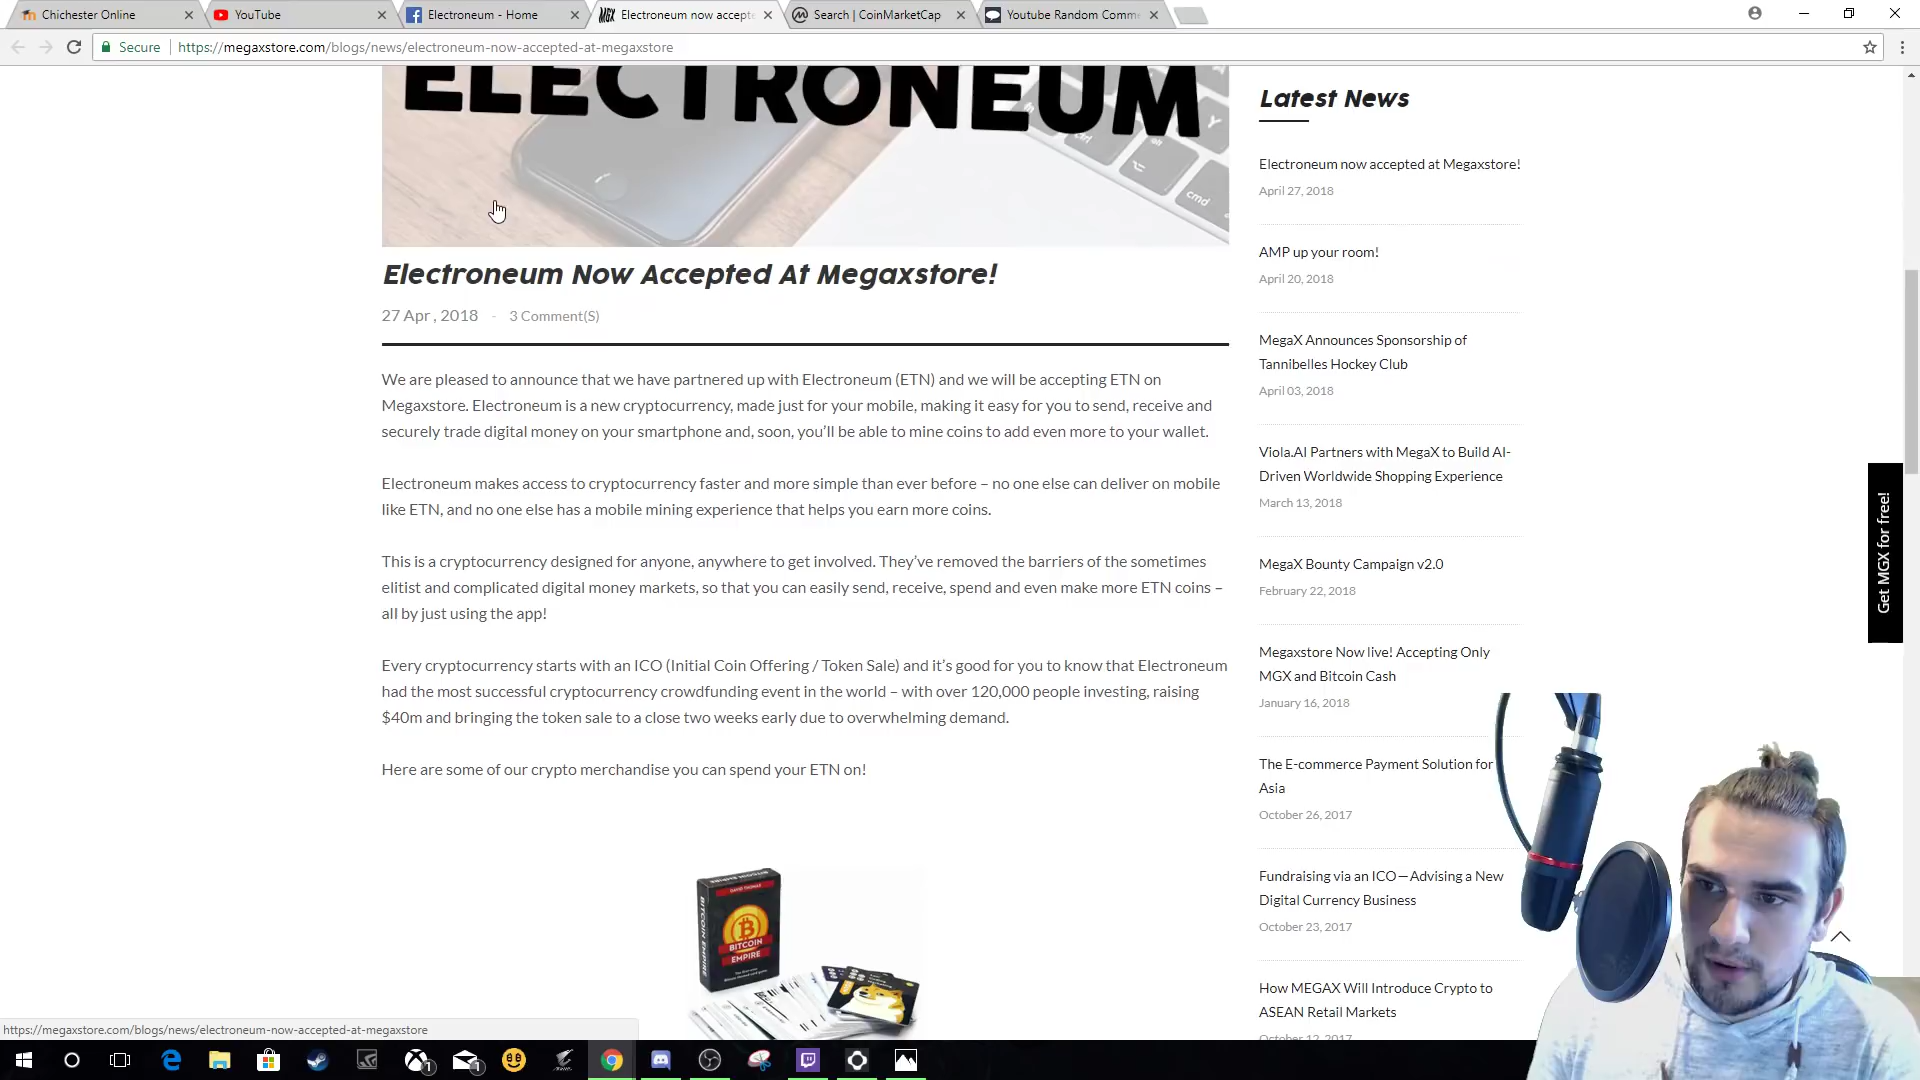 Chichester Online
YouTube
Electroneum - Home
MGX
Electroneum now accept
Search | CoinMarketCap
Youtube Random Comm
Secure
https://megaxstore.com/blogs/news/electroneum-now-accepted-at-megaxstore
ELECTRONEUM
ctrl
alt
cmd
Electroneum Now Accepted At Megaxstore!
27 Apr , 2018 - 3 Comment(S)
We are pleased to announce that we have partnered up with Electroneum (ETN) and we will be accepting ETN on
Megaxstore. Electroneum is a new cryptocurrency, made just for your mobile, making it easy for you to send, receive and
securely trade digital money on your smartphone and, soon, you'll be able to mine coins to add even more to your wallet.
Electroneum makes access to cryptocurrency faster and more simple than ever before – no one else can deliver on mobile
like ETN, and no one else has a mobile mining experience that helps you earn more coins.
This is a cryptocurrency designed for anyone, anywhere to get involved. They've removed the barriers of the sometimes
elitist and complicated digital money markets, so that you can easily send, receive, spend and even make more ETN coins –
all by just using the app!
Every cryptocurrency starts with an ICO (Initial Coin Offering / Token Sale) and it's good for you to know that Electroneum
had the most successful cryptocurrency crowdfunding event in the world – with over 120,000 people investing, raising
$40m and bringing the token sale to a close two weeks early due to overwhelming demand.
Here are some of our crypto merchandise you can spend your ETN on!
BITCOIN
EMPIRE
BITCOIN EMPIRE
Latest News
Electroneum now accepted at Megaxstore!
April 27, 2018
AMP up your room!
April 20, 2018
MegaX Announces Sponsorship of
Tannibelles Hockey Club
April 03, 2018
Viola.AI Partners with MegaX to Build AI-
Driven Worldwide Shopping Experience
March 13, 2018
MegaX Bounty Campaign v2.0
February 22, 2018
Megaxstore Now live! Accepting Only
MGX and Bitcoin Cash
January 16, 2018
The E-commerce Payment Solution for
Asia
October 26, 2017
Fundraising via an ICO — Advising a New
Digital Currency Business
October 23, 2017
How MEGAX Will Introduce Crypto to
ASEAN Retail Markets
Get MGX for free!
https://megaxstore.com/blogs/news/electroneum-now-accepted-at-megaxstore
1
1